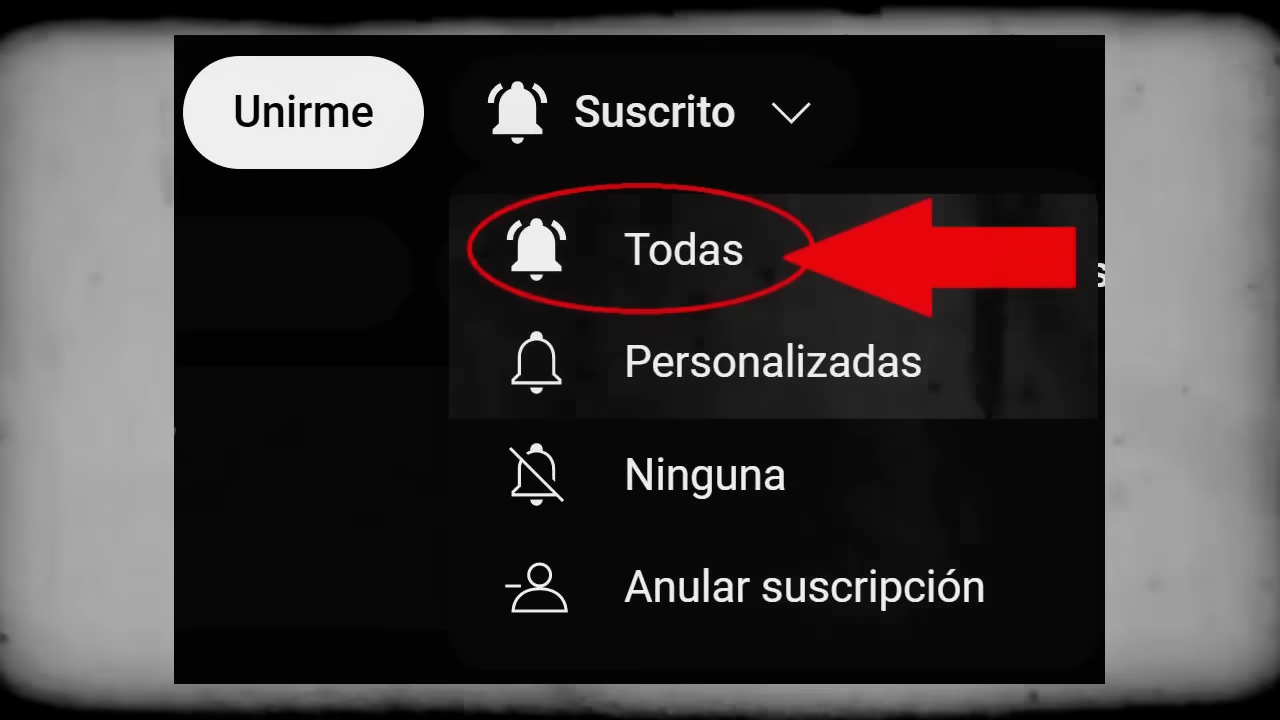 Unirme
Suscrito
Todas
Personalizadas
Ninguna
Anular suscripción